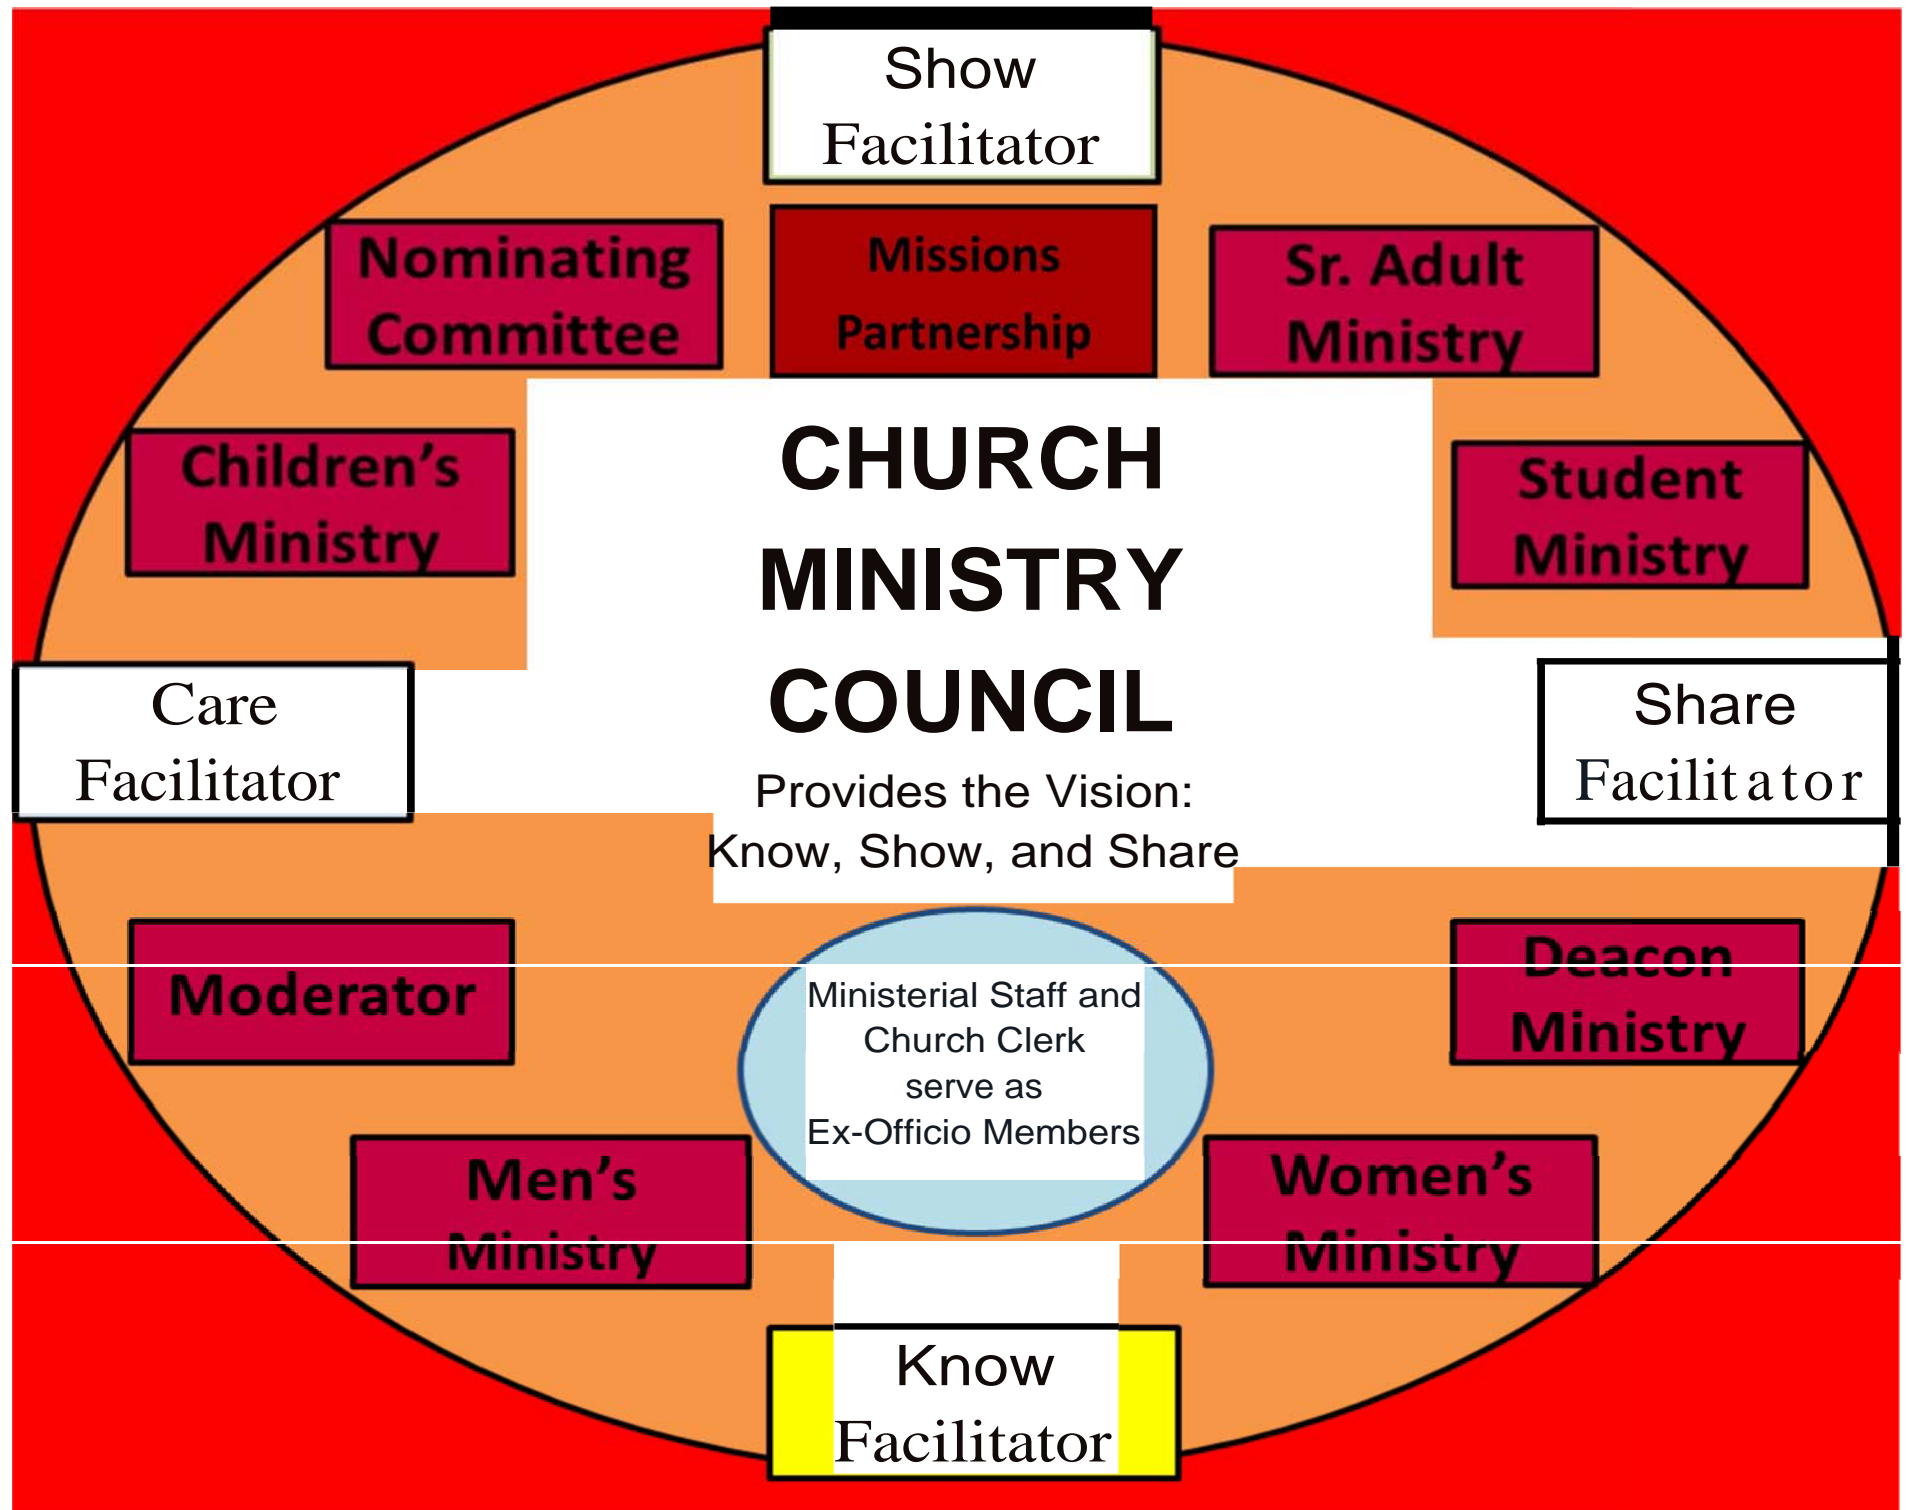 Show
Facilitator
Nominating
Committee
Missions
Partnership
Sr. Adult
Ministry
Children’s
Ministry
CHURCH
MINISTRY
COUNCIL
Student
Ministry
Care
Facilitator
Share
Facilitator
Provides the Vision:
Know, Show, and Share
Moderator
Ministerial Staff and
Church Clerk
serve as
Ex-Officio Members
Deacon
Ministry
Men’s
Ministry
Women’s
Ministry
Know
Facilitator